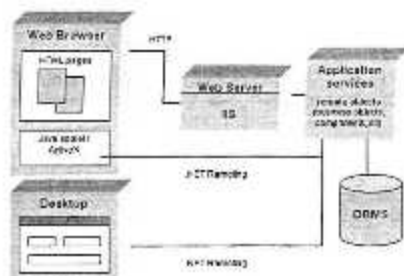 Web Browser
HTML pages
HTTP
Web Server
IIS
Application
services
remote objects
business objects,
components, etc
Java applet/
ActiveX
.NET Remoting
Desktop
DBMS
.NET Remoting